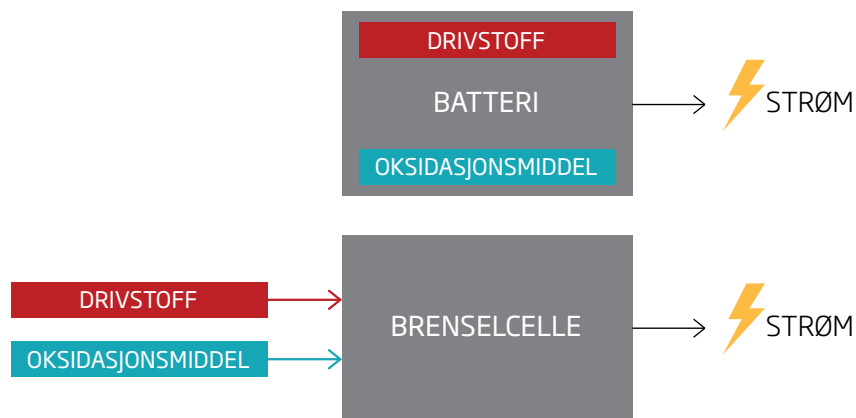 DRIVSTOFF
BATTERI
STRØM
OKSIDASJONSMIDDEL
DRIVSTOFF
BRENSELCELLE
STRØM
OKSIDASJONSMIDDEL